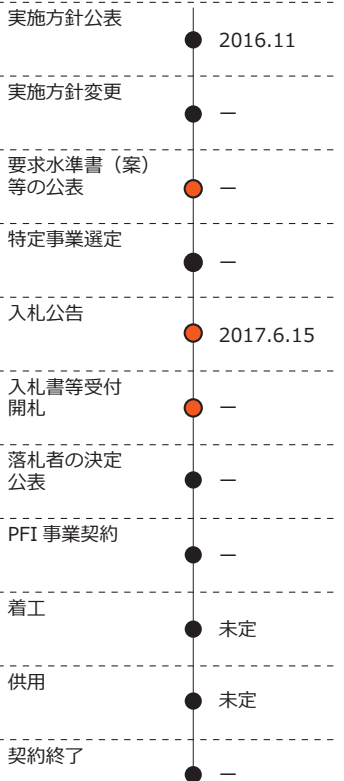 実施方針公表
2016.11
実施方針変更
―
要求水準書（案）
等の公表
―
特定事業選定
―
入札公告
2017.6.15
入札書等受付
開札
―
落札者の決定
公表
―
PFI 事業契約
―
着工
未定
供用
未定
契約終了
―